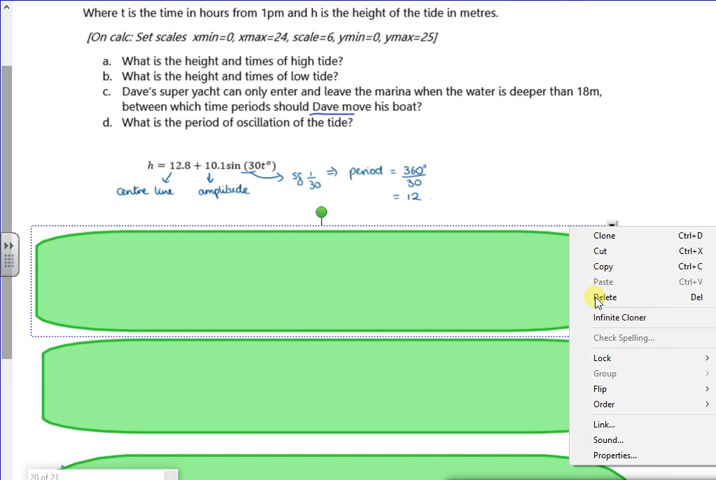 Where t is the time in hours from 1pm and h is the height of the tide in metres.
[On calc: Set scales xmin=0, xmax=24, scale=6, ymin=0, ymax=25]
a. What is the height and times of high tide?
b. What is the height and times of low tide?
c. Dave's super yacht can only enter and leave the marina when the water is deeper than 18m,
between which time periods should Dave move his boat?
d. What is the period of oscillation of the tide?
h = 12.8 + 10.1sin (30t°)
centre line
amplitude
sf 1/30 ⇒ period = 360°/30
= 12
Clone Ctrl+D
Cut Ctrl+X
Copy Ctrl+C
Paste Ctrl+V
Delete Del
Infinite Cloner
Check Spelling...
Lock
Group
Flip
Order
Link...
Sound...
Properties...
20 of 21